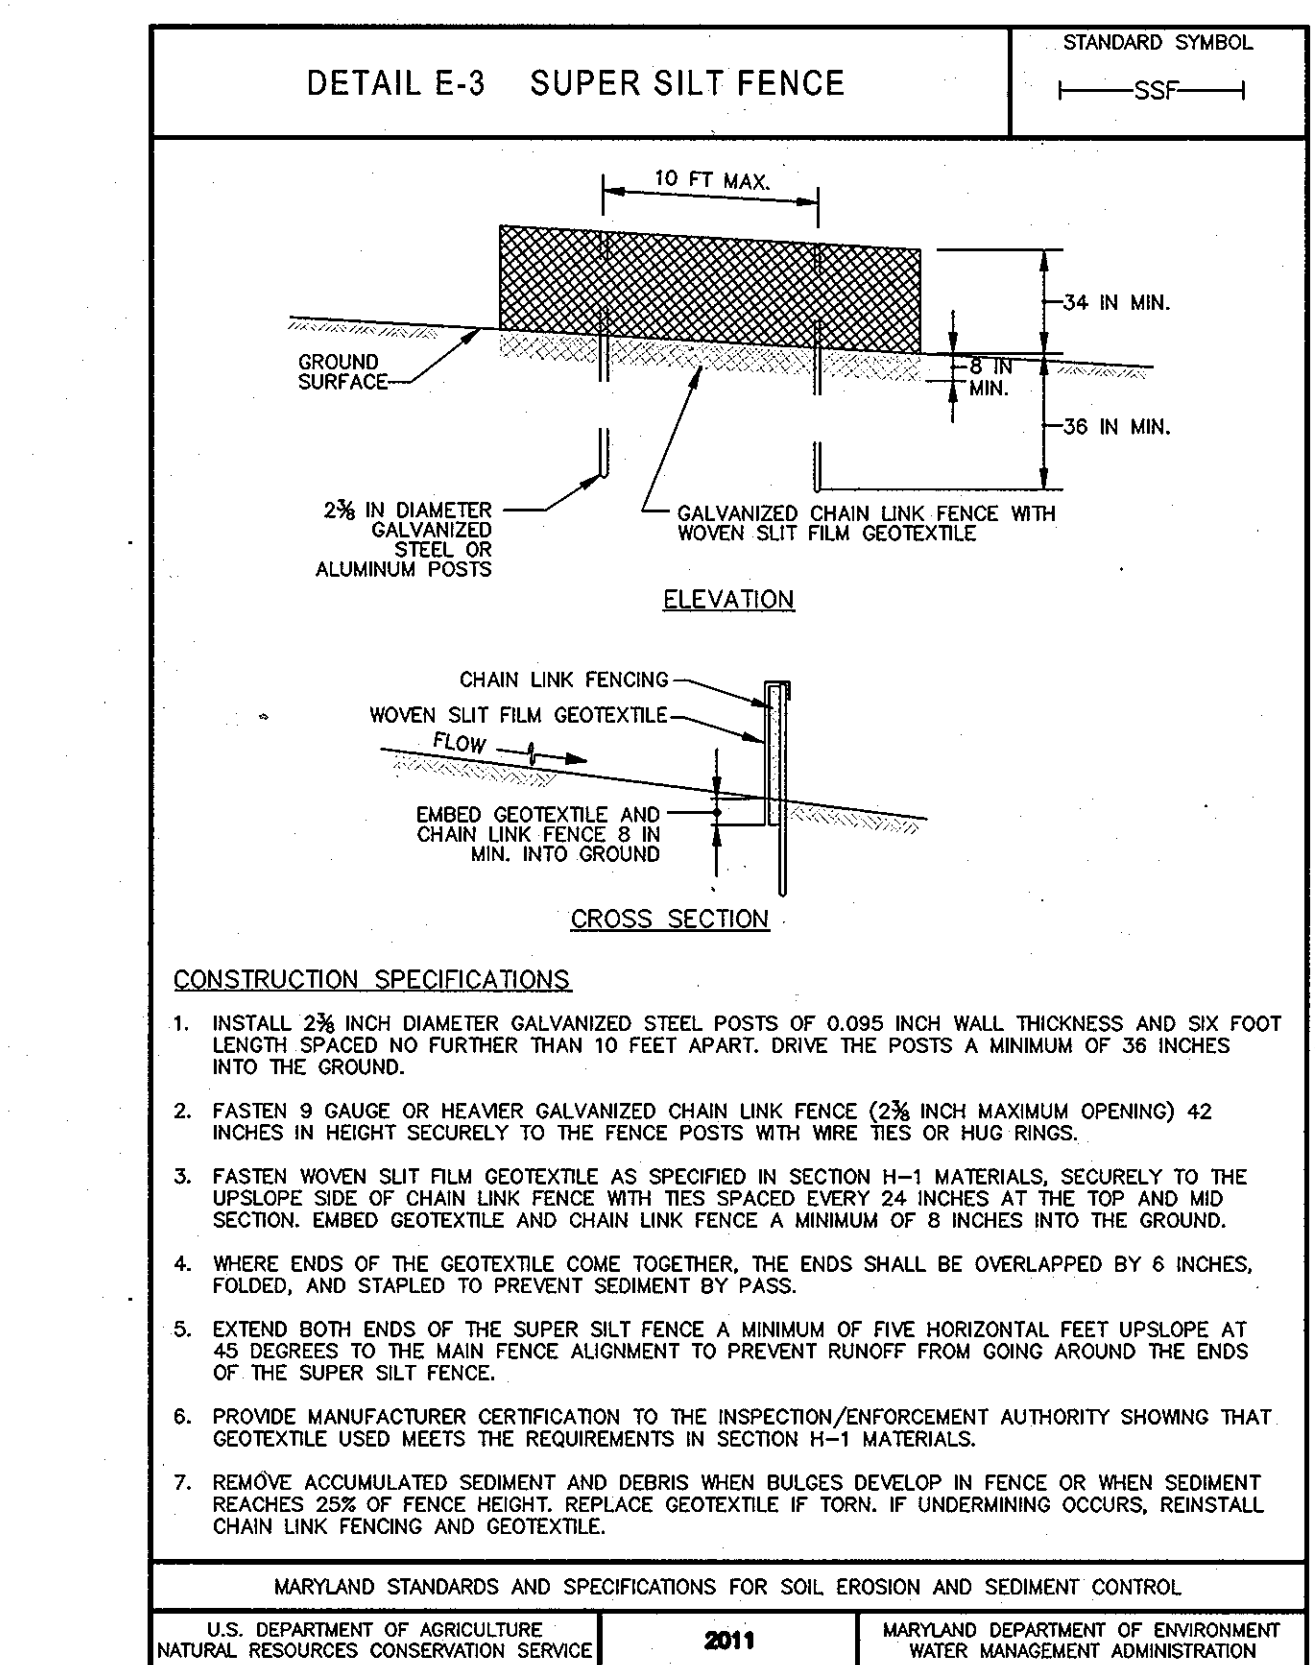 DETAIL E-3 SUPER SILT FENCE
STANDARD SYMBOL
SSF
10 FT MAX.
34 IN MIN.
GROUND
SURFACE
8 IN
MIN.
36 IN MIN.
2⅜ IN DIAMETER
GALVANIZED
STEEL OR
ALUMINUM POSTS
GALVANIZED CHAIN LINK FENCE WITH
WOVEN SLIT FILM GEOTEXTILE
ELEVATION
CHAIN LINK FENCING
WOVEN SLIT FILM GEOTEXTILE
FLOW
EMBED GEOTEXTILE AND
CHAIN LINK FENCE 8 IN
MIN. INTO GROUND
CROSS SECTION
CONSTRUCTION SPECIFICATIONS
1. INSTALL 2⅜ INCH DIAMETER GALVANIZED STEEL POSTS OF 0.095 INCH WALL THICKNESS AND SIX FOOT
LENGTH SPACED NO FURTHER THAN 10 FEET APART. DRIVE THE POSTS A MINIMUM OF 36 INCHES
INTO THE GROUND.
2. FASTEN 9 GAUGE OR HEAVIER GALVANIZED CHAIN LINK FENCE (2⅜ INCH MAXIMUM OPENING) 42
INCHES IN HEIGHT SECURELY TO THE FENCE POSTS WITH WIRE TIES OR HUG RINGS.
3. FASTEN WOVEN SLIT FILM GEOTEXTILE AS SPECIFIED IN SECTION H-1 MATERIALS, SECURELY TO THE
UPSLOPE SIDE OF CHAIN LINK FENCE WITH TIES SPACED EVERY 24 INCHES AT THE TOP AND MID
SECTION. EMBED GEOTEXTILE AND CHAIN LINK FENCE A MINIMUM OF 8 INCHES INTO THE GROUND.
4. WHERE ENDS OF THE GEOTEXTILE COME TOGETHER, THE ENDS SHALL BE OVERLAPPED BY 6 INCHES,
FOLDED, AND STAPLED TO PREVENT SEDIMENT BY PASS.
5. EXTEND BOTH ENDS OF THE SUPER SILT FENCE A MINIMUM OF FIVE HORIZONTAL FEET UPSLOPE AT
45 DEGREES TO THE MAIN FENCE ALIGNMENT TO PREVENT RUNOFF FROM GOING AROUND THE ENDS
OF THE SUPER SILT FENCE.
6. PROVIDE MANUFACTURER CERTIFICATION TO THE INSPECTION/ENFORCEMENT AUTHORITY SHOWING THAT
GEOTEXTILE USED MEETS THE REQUIREMENTS IN SECTION H-1 MATERIALS.
7. REMOVE ACCUMULATED SEDIMENT AND DEBRIS WHEN BULGES DEVELOP IN FENCE OR WHEN SEDIMENT
REACHES 25% OF FENCE HEIGHT. REPLACE GEOTEXTILE IF TORN. IF UNDERMINING OCCURS, REINSTALL
CHAIN LINK FENCING AND GEOTEXTILE.
MARYLAND STANDARDS AND SPECIFICATIONS FOR SOIL EROSION AND SEDIMENT CONTROL
U.S. DEPARTMENT OF AGRICULTURE
NATURAL RESOURCES CONSERVATION SERVICE
2011
MARYLAND DEPARTMENT OF ENVIRONMENT
WATER MANAGEMENT ADMINISTRATION